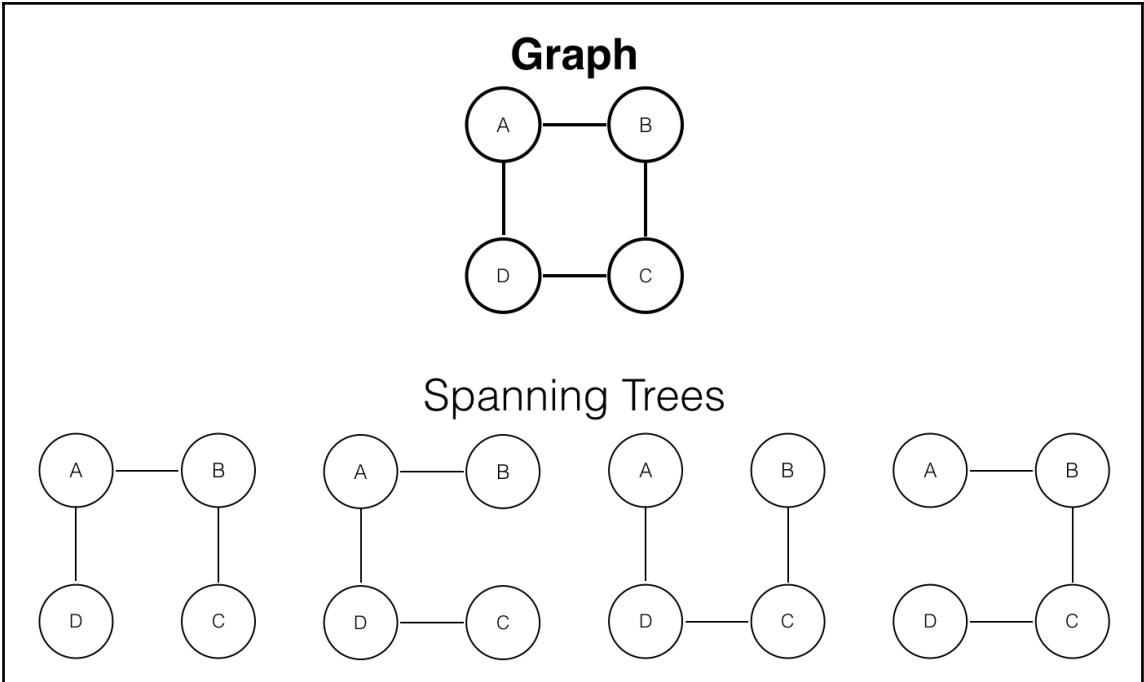 Graph
A B
D C
Spanning Trees
A B A B A B A B
D C D C D C D C